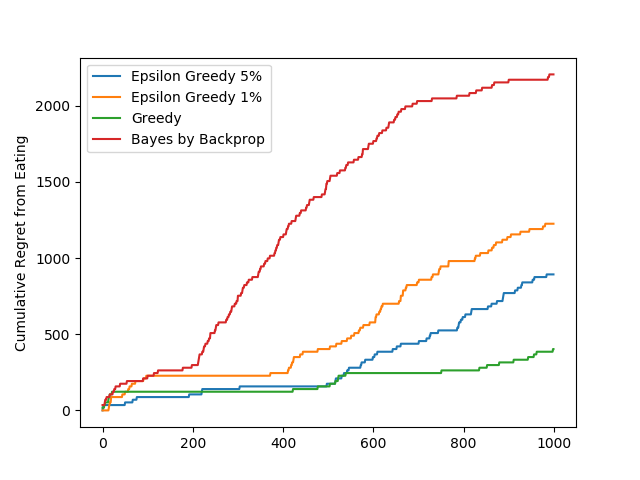 Epsilon Greedy 5%
Epsilon Greedy 1%
Greedy
Bayes by Backprop
Cumulative Regret from Eating
2000
1500
1000
500
0
0 200 400 600 800 1000